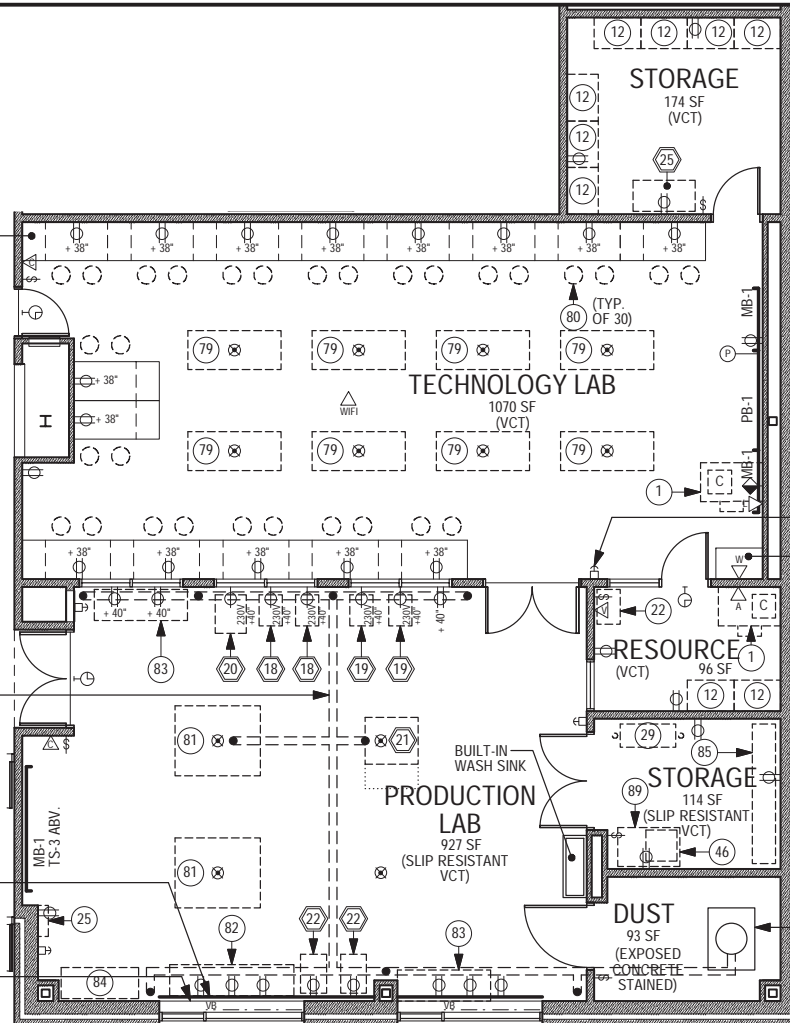 12 12 12 12
STORAGE
174 SF
(VCT)
12
12
12
25
$
+ 38" + 38" + 38" + 38" + 38" + 38" + 38" + 38"
C
$
80
(TYP.
OF 30)
MB-1
79 79 79 79
P
+ 38"
TECHNOLOGY LAB
1070 SF
(VCT)
WIFI
PB-1
H
+ 38"
79 79 79 79
MB-1
1
C
+ 38" + 38" + 38" + 38" + 38"
W
+ 40" + 40"
230V +40" 230V +40" 230V +40" 230V +40" 230V +40" + 40"
$
V
22
A
C
83
20 18 18 19 19
RESOURCE
(VCT)
96 SF
1
12 12
81
21
C $
BUILT-IN
WASH SINK
29
85
STORAGE
114 SF
(SLIP RESISTANT
VCT)
89
$
46
MB-1
TS-3 ABV.
PRODUCTION
LAB
927 SF
(SLIP RESISTANT
VCT)
81
25
82
22 22
83
84
DUST
93 SF
(EXPOSED
CONCRETE
STAINED)
$
VB VB